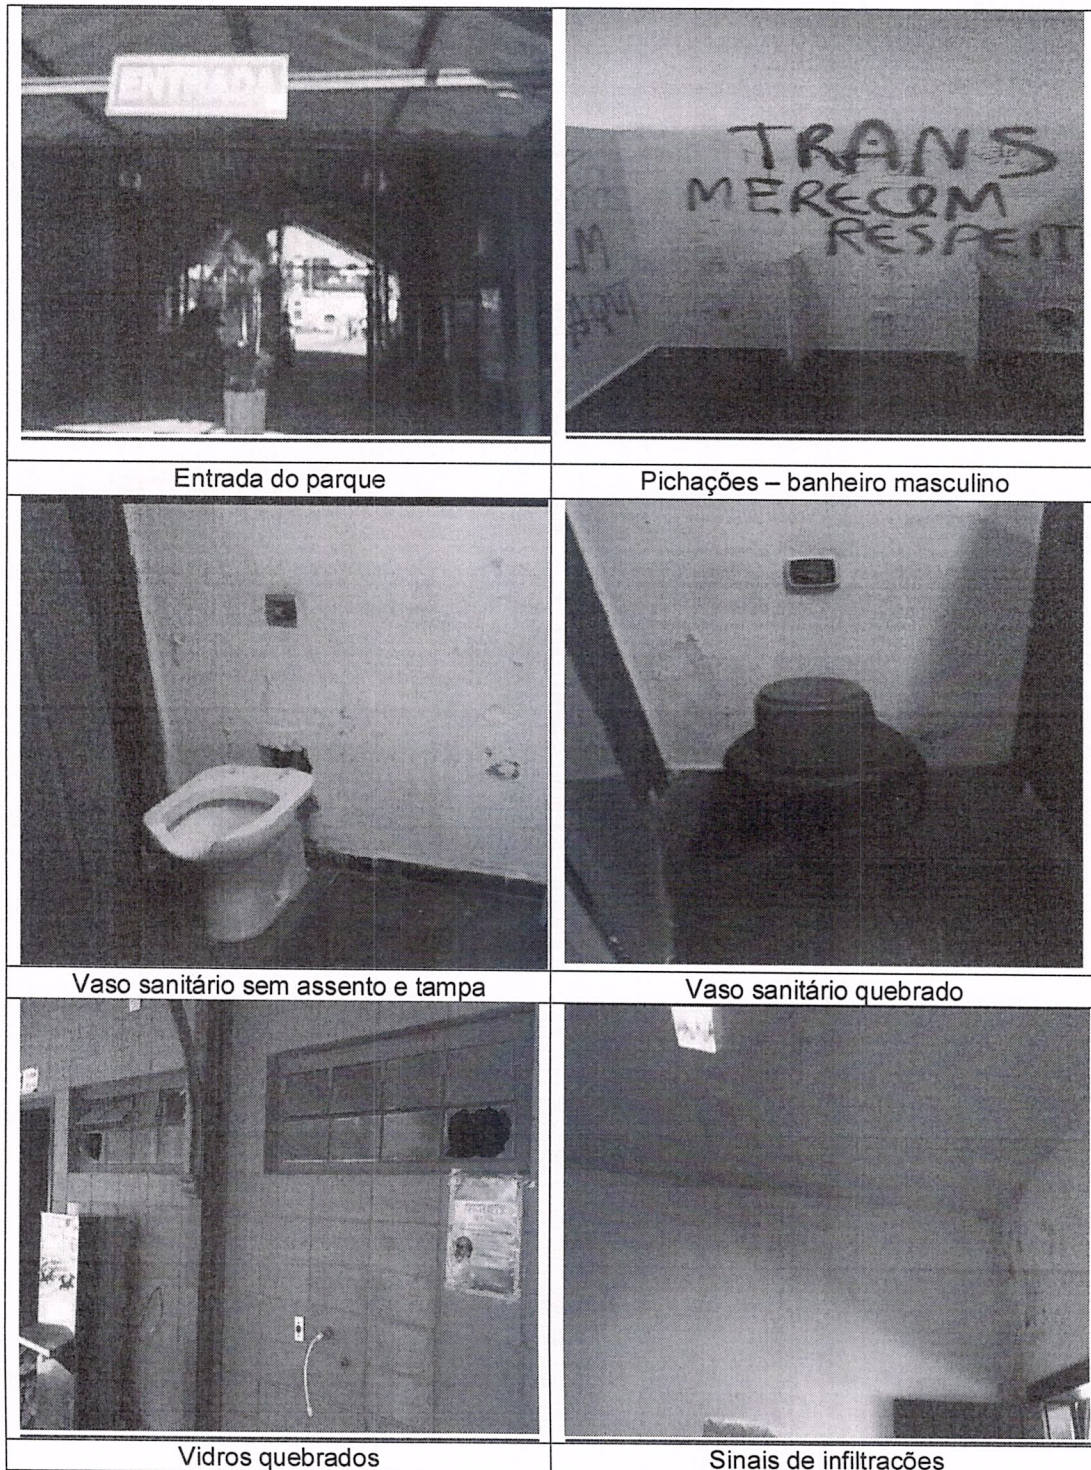 ENTRADA
TRANS
MERECEM
RESPEIT
Entrada do parque
Pichações – banheiro masculino
Vaso sanitário sem assento e tampa
Vaso sanitário quebrado
Vidros quebrados
Sinais de infiltrações